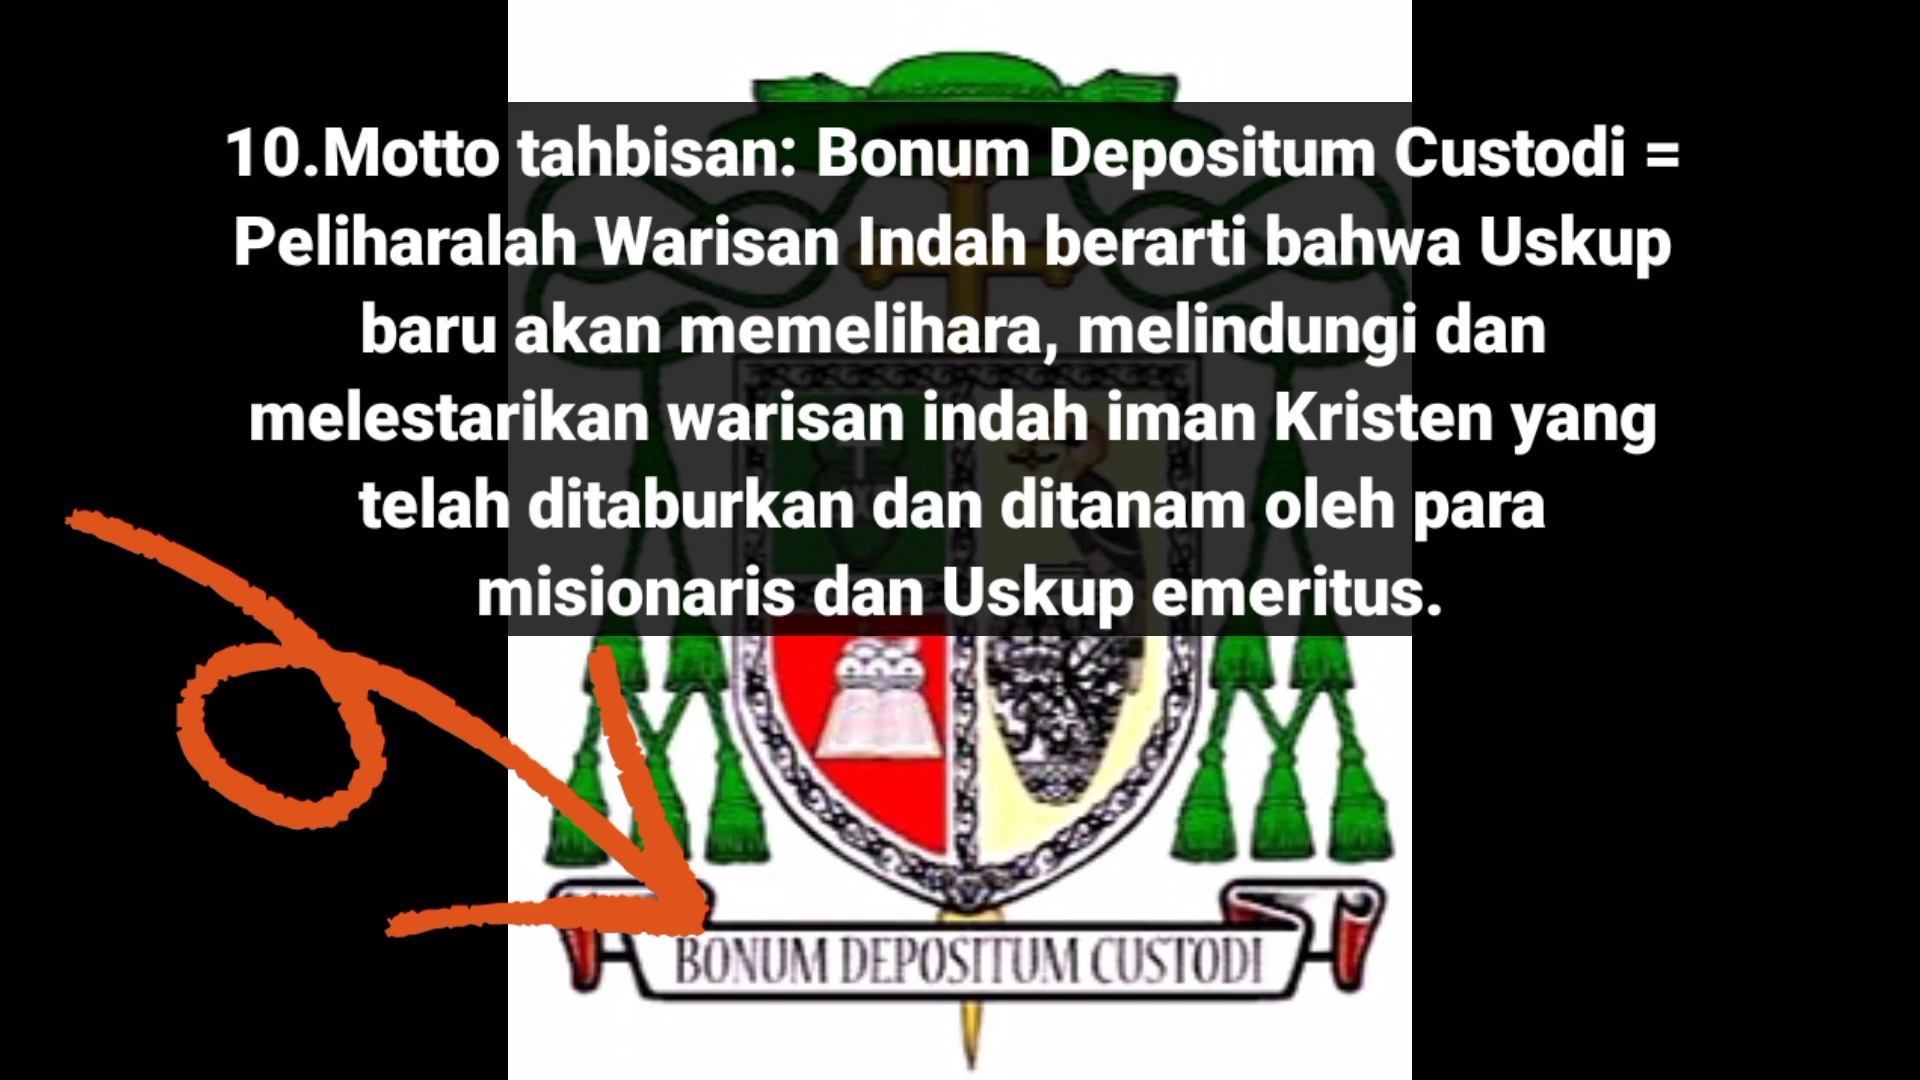 10.Motto tahbisan: Bonum Depositum Custodi =
Peliharalah Warisan Indah berarti bahwa Uskup
baru akan memelihara, melindungi dan
melestarikan warisan indah iman Kristen yang
telah ditaburkan dan ditanam oleh para
misionaris dan Uskup emeritus.
BONUM DEPOSITUM CUSTODI